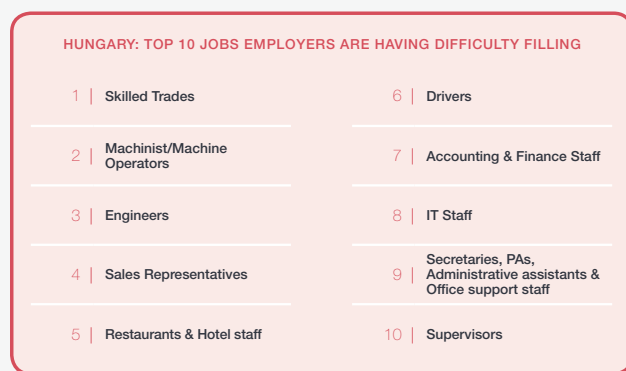 HUNGARY: TOP 10 JOBS EMPLOYERS ARE HAVING DIFFICULTY FILLING
1 | Skilled Trades
2 | Machinist/Machine
Operators
3 | Engineers
4 | Sales Representatives
5 | Restaurants & Hotel staff
6 | Drivers
7 | Accounting & Finance Staff
8 | IT Staff
9 | Secretaries, PAs,
Administrative assistants &
Office support staff
10 | Supervisors